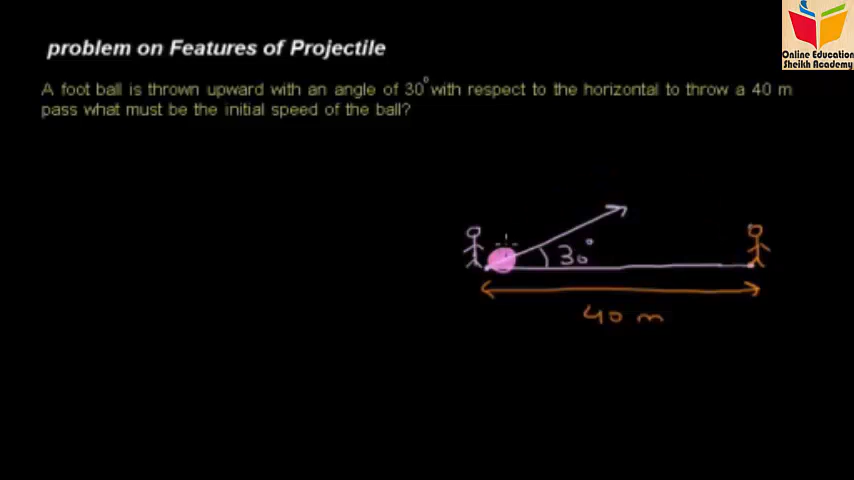 Online Education
Sheikh Academy
problem on Features of Projectile
A foot ball is thrown upward with an angle of 30° with respect to the horizontal to throw a 40 m
pass what must be the initial speed of the ball?
30°
40 m